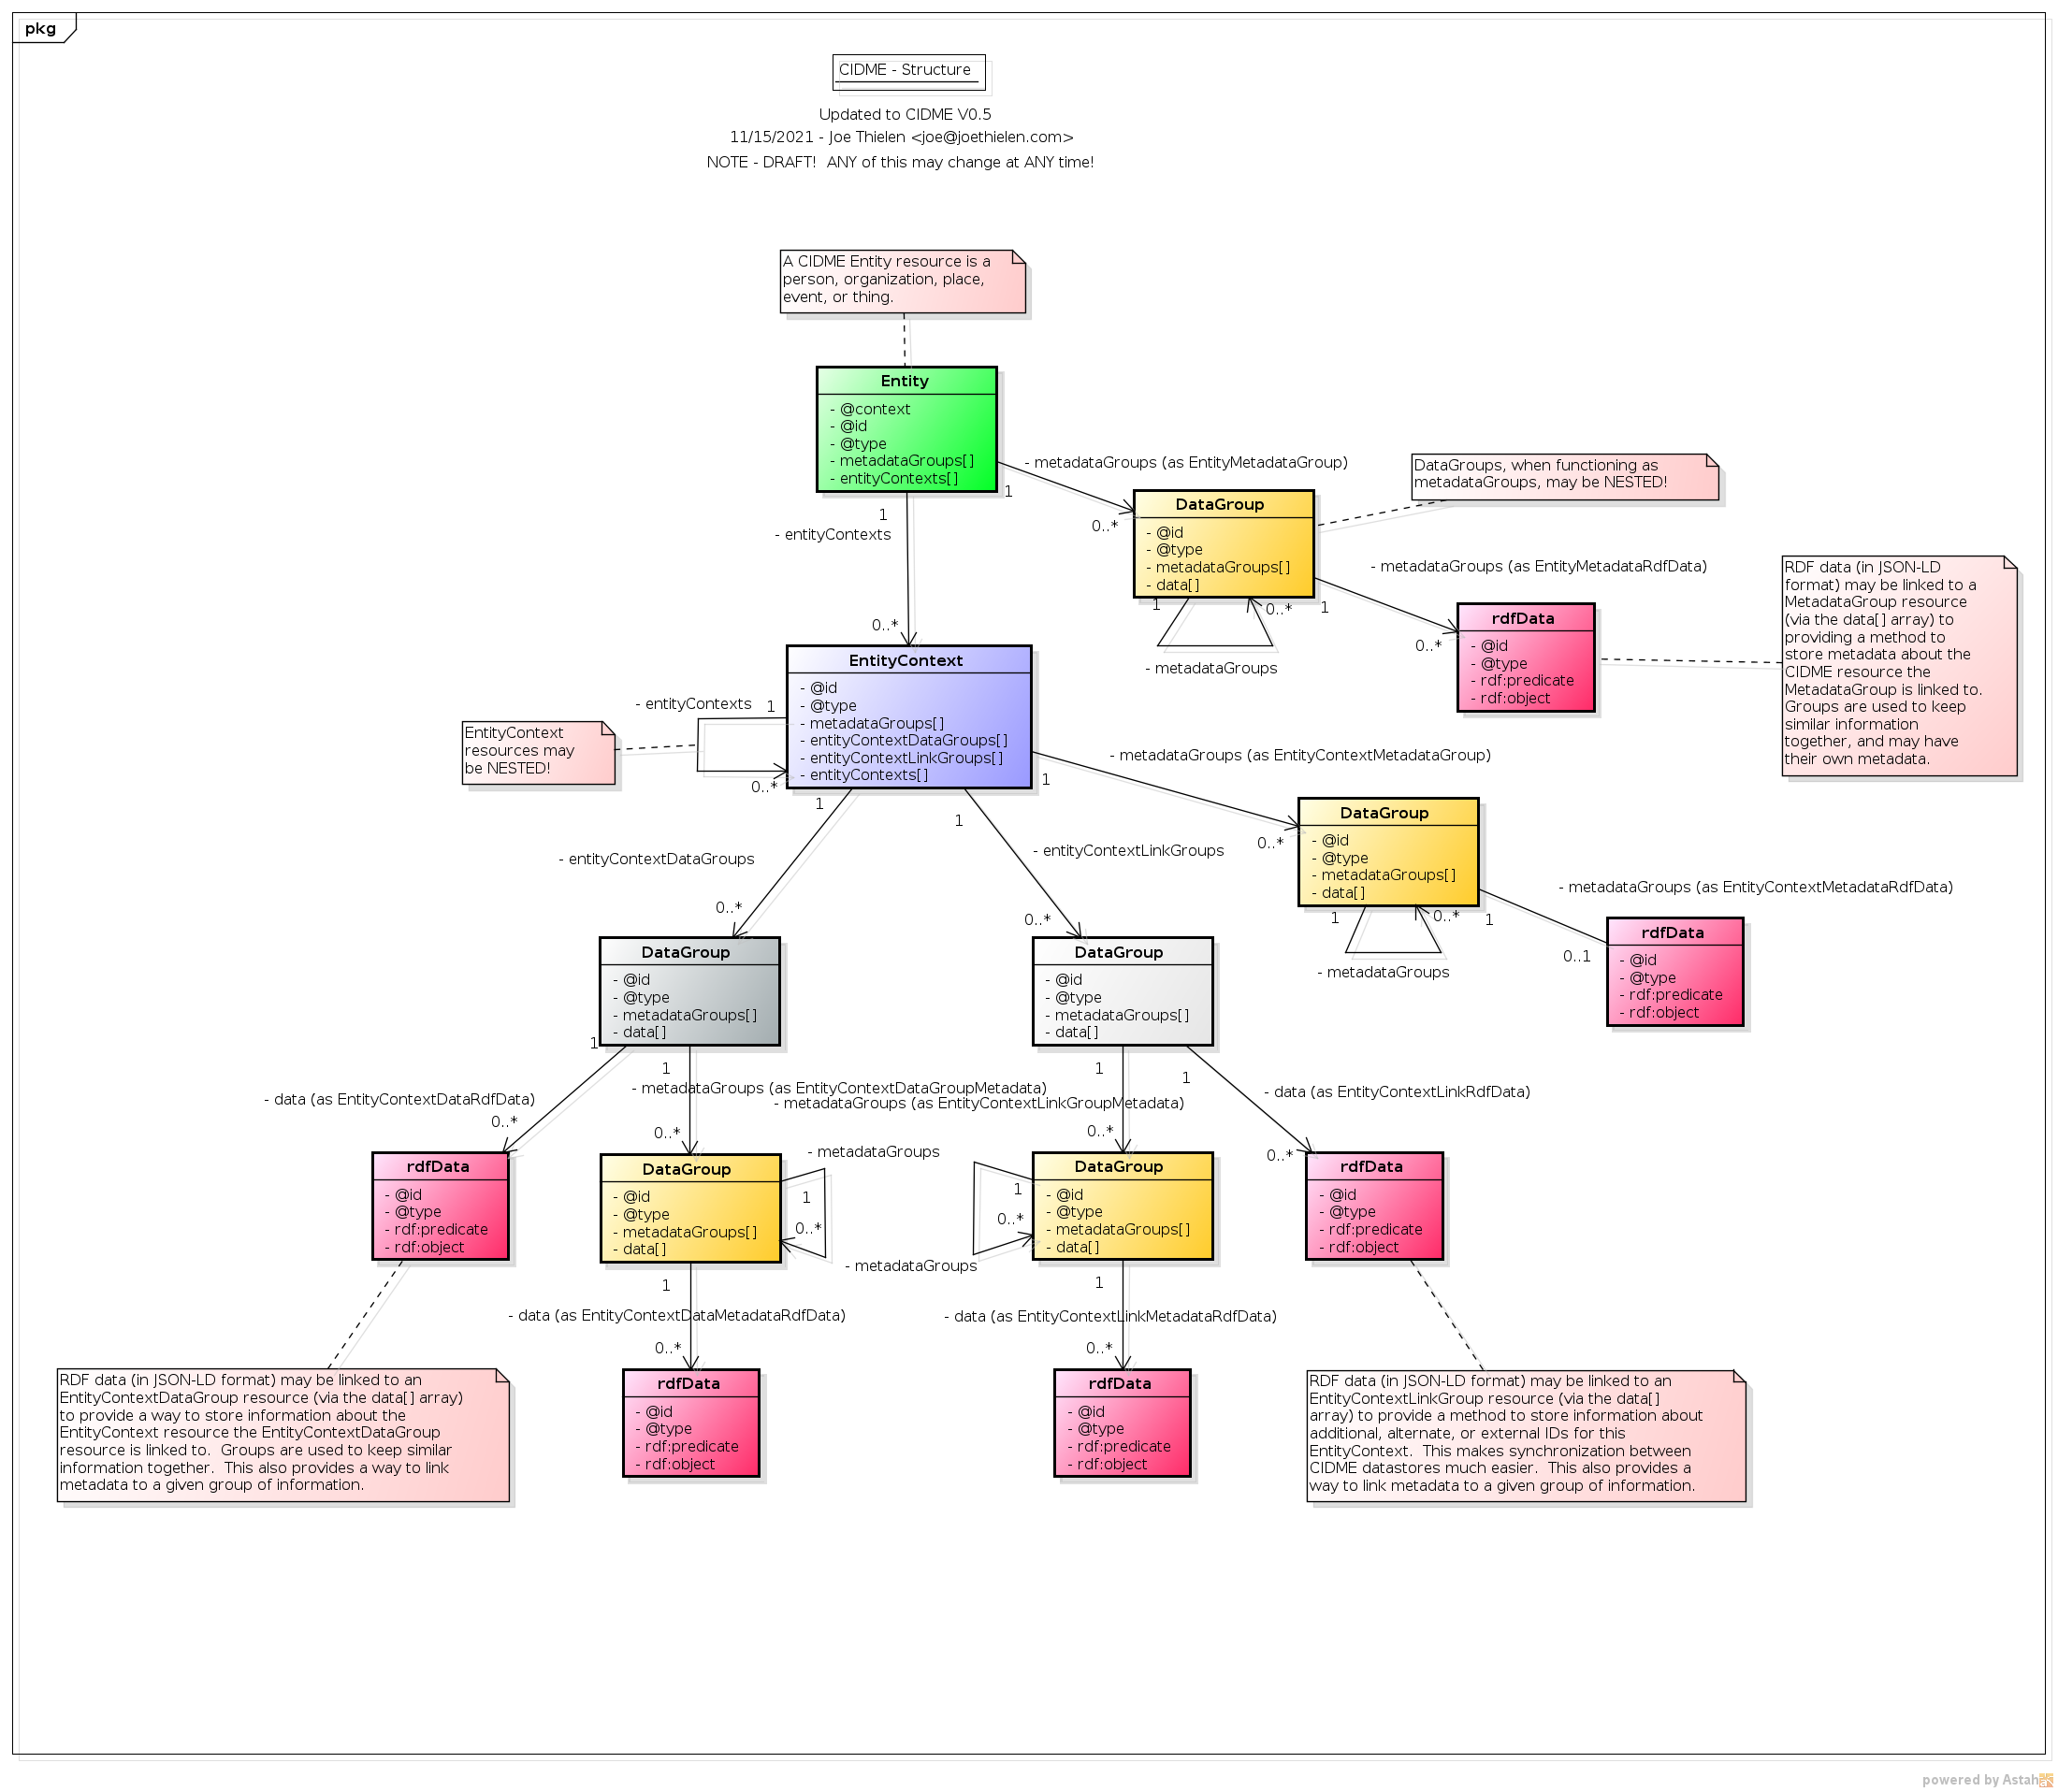 pkg
CIDME - Structure
Updated to CIDME V0.5
11/15/2021 - Joe Thielen <joe@joethielen.com>
NOTE - DRAFT!  ANY of this may change at ANY time!
A CIDME Entity resource is a
person, organization, place,
event, or thing.
Entity
- @context
- @id
- @type
- metadataGroups[]
- entityContexts[]
- metadataGroups (as EntityMetadataGroup)
1
0..*
DataGroups, when functioning as
metadataGroups, may be NESTED!
1
- entityContexts
0..*
DataGroup
- @id
- @type
- metadataGroups[]
- data[]
1
0..*
- metadataGroups
- metadataGroups (as EntityMetadataRdfData)
1
0..*
rdfData
- @id
- @type
- rdf:predicate
- rdf:object
RDF data (in JSON-LD
format) may be linked to a
MetadataGroup resource
(via the data[] array) to
providing a method to
store metadata about the
CIDME resource the
MetadataGroup is linked to.
Groups are used to keep
similar information
together, and may have
their own metadata.
EntityContext
- @id
- @type
- metadataGroups[]
- entityContextDataGroups[]
- entityContextLinkGroups[]
- entityContexts[]
- entityContexts
1
0..*
EntityContext
resources may
be NESTED!
- metadataGroups (as EntityContextMetadataGroup)
1
0..*
DataGroup
- @id
- @type
- metadataGroups[]
- data[]
1
0..*
- metadataGroups
- metadataGroups (as EntityContextMetadataRdfData)
1
0..1
rdfData
- @id
- @type
- rdf:predicate
- rdf:object
1
- entityContextDataGroups
0..*
1
- entityContextLinkGroups
0..*
DataGroup
- @id
- @type
- metadataGroups[]
- data[]
DataGroup
- @id
- @type
- metadataGroups[]
- data[]
1
- data (as EntityContextDataRdfData)
0..*
1
- metadataGroups (as EntityContextDataGroupMetadata)
0..*
1
- metadataGroups (as EntityContextLinkGroupMetadata)
0..*
1
- data (as EntityContextLinkRdfData)
0..*
rdfData
- @id
- @type
- rdf:predicate
- rdf:object
DataGroup
- @id
- @type
- metadataGroups[]
- data[]
- metadataGroups
1
0..*
DataGroup
- @id
- @type
- metadataGroups[]
- data[]
1
0..*
- metadataGroups
rdfData
- @id
- @type
- rdf:predicate
- rdf:object
1
- data (as EntityContextDataMetadataRdfData)
0..*
1
- data (as EntityContextLinkMetadataRdfData)
0..*
RDF data (in JSON-LD format) may be linked to an
EntityContextDataGroup resource (via the data[] array)
to provide a way to store information about the
EntityContext resource the EntityContextDataGroup
resource is linked to.  Groups are used to keep similar
information together.  This also provides a way to link
metadata to a given group of information.
rdfData
- @id
- @type
- rdf:predicate
- rdf:object
rdfData
- @id
- @type
- rdf:predicate
- rdf:object
RDF data (in JSON-LD format) may be linked to an
EntityContextLinkGroup resource (via the data[]
array) to provide a method to store information about
additional, alternate, or external IDs for this
EntityContext.  This makes synchronization between
CIDME datastores much easier.  This also provides a
way to link metadata to a given group of information.
powered by Astah